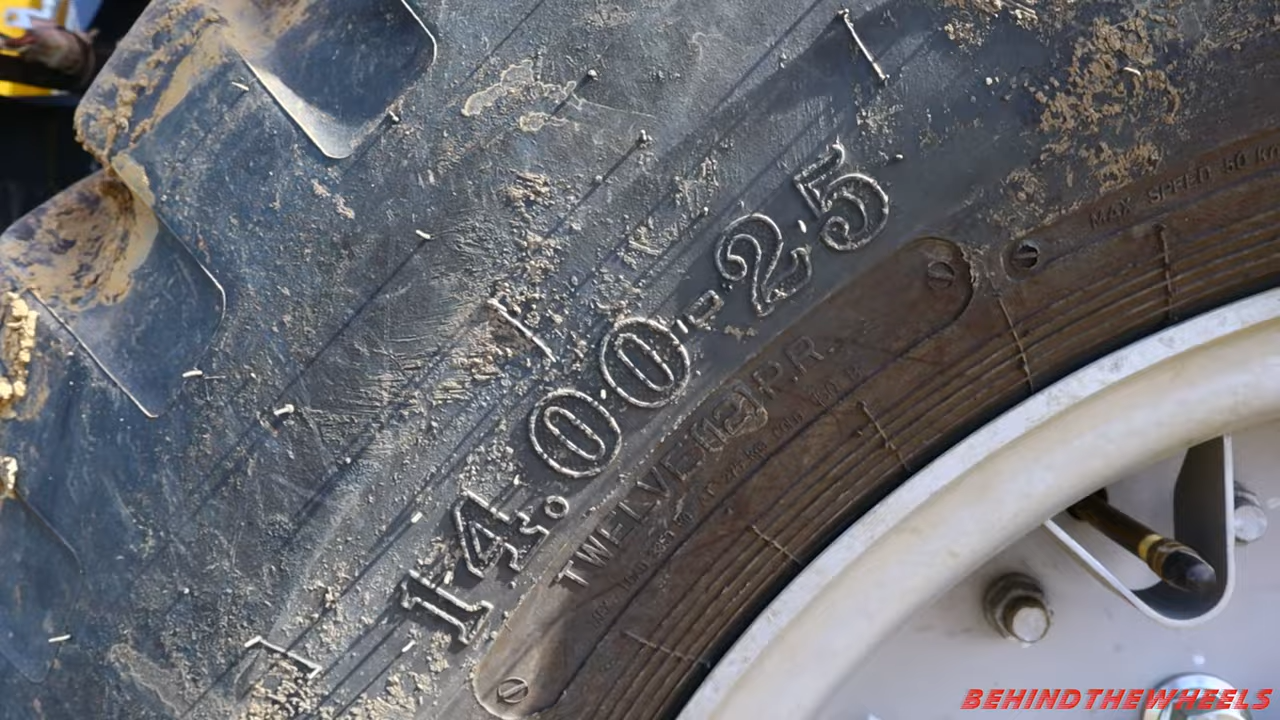 14.00-25
TWELVE (12) P.R.
MAX SPEED 50 km
BEHINDTHEWHEELS